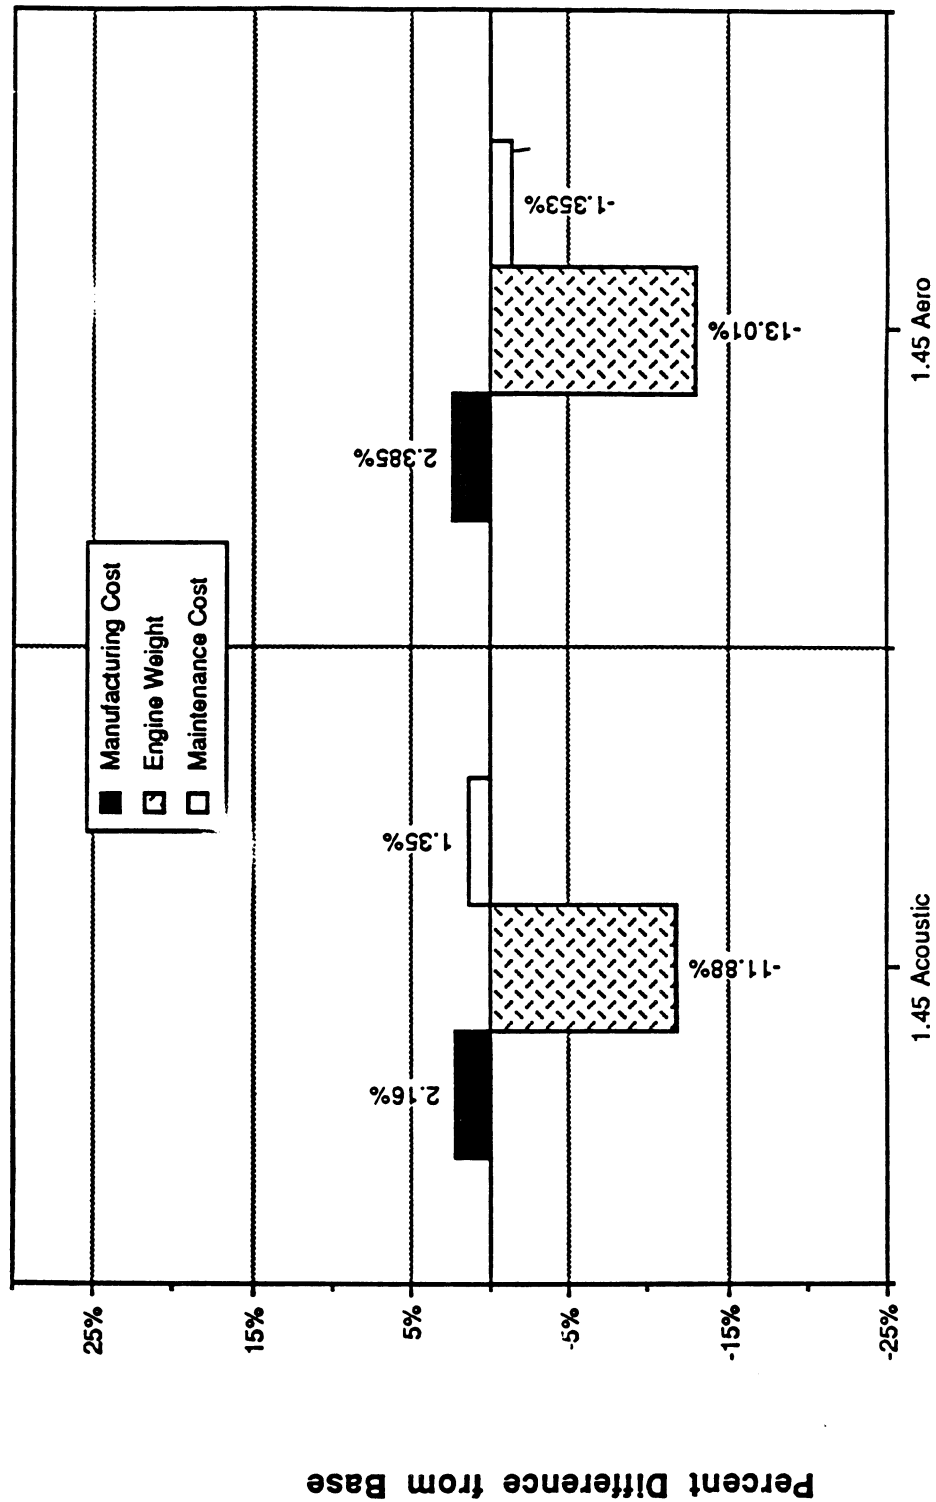 Percent Difference from Base
25%
15%
5%
-5%
-15%
-25%
Manufacturing Cost
Engine Weight
Maintenance Cost
2.16%
-11.88%
1.35%
2.385%
-13.01%
-1.353%
1.45 Acoustic
1.45 Aero